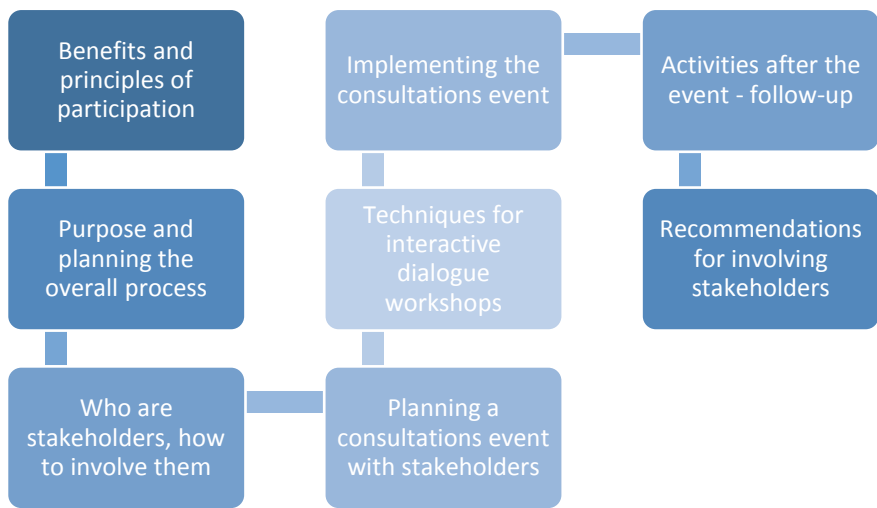 Benefits and
principles of
participation
Purpose and
planning the
overall process
Who are
stakeholders, how
to involve them
Planning a
consultations event
with stakeholders
Techniques for
interactive
dialogue
workshops
Implementing the
consultations event
Activities after the
event - follow-up
Recommendations
for involving
stakeholders